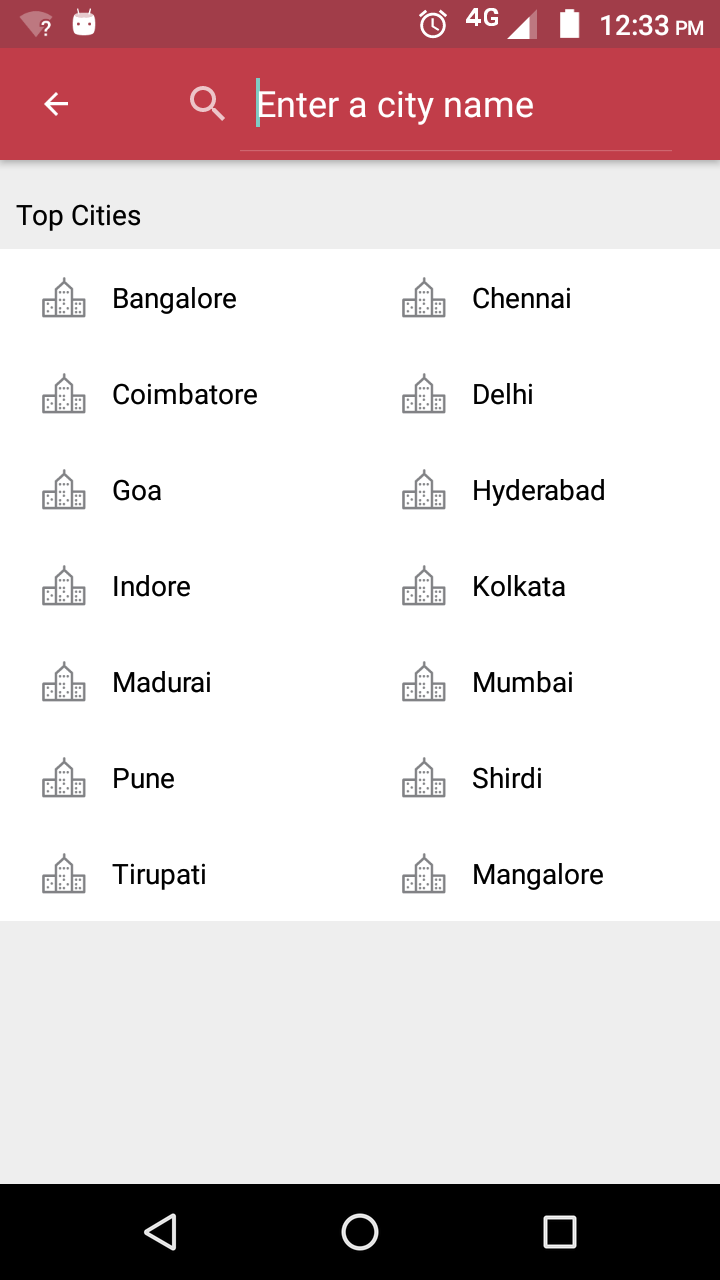 4G 12:33 PM
Enter a city name
Top Cities
Bangalore Chennai
Coimbatore Delhi
Goa Hyderabad
Indore Kolkata
Madurai Mumbai
Pune Shirdi
Tirupati Mangalore